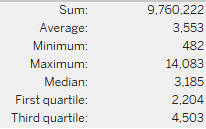 Sum: 9,760,222
Average: 3,553
Minimum: 482
Maximum: 14,083
Median: 3,185
First quartile: 2,204
Third quartile: 4,503